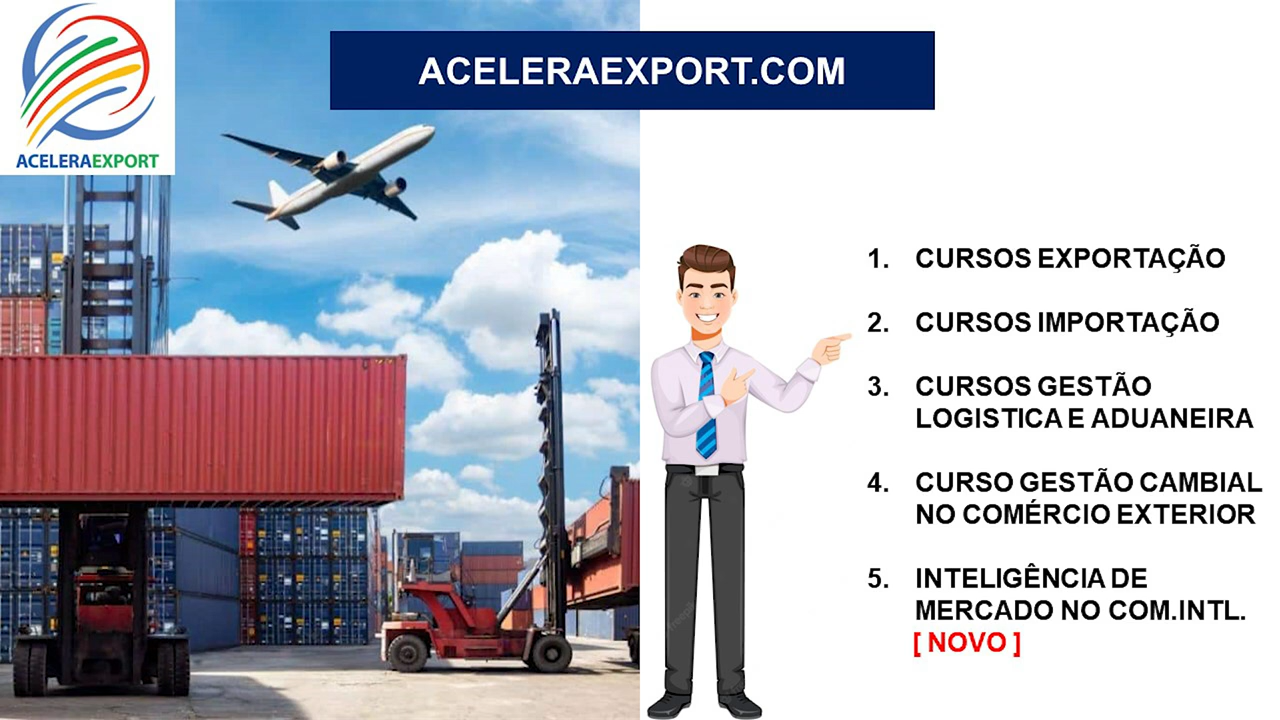 ACELERAEXPORT
ACELERAEXPORT.COM
1. CURSOS EXPORTAÇÃO
2. CURSOS IMPORTAÇÃO
3. CURSOS GESTÃO
LOGISTICA E ADUANEIRA
4. CURSO GESTÃO CAMBIAL
NO COMÉRCIO EXTERIOR
5. INTELIGÊNCIA DE
MERCADO NO COM.INTL.
[ NOVO ]